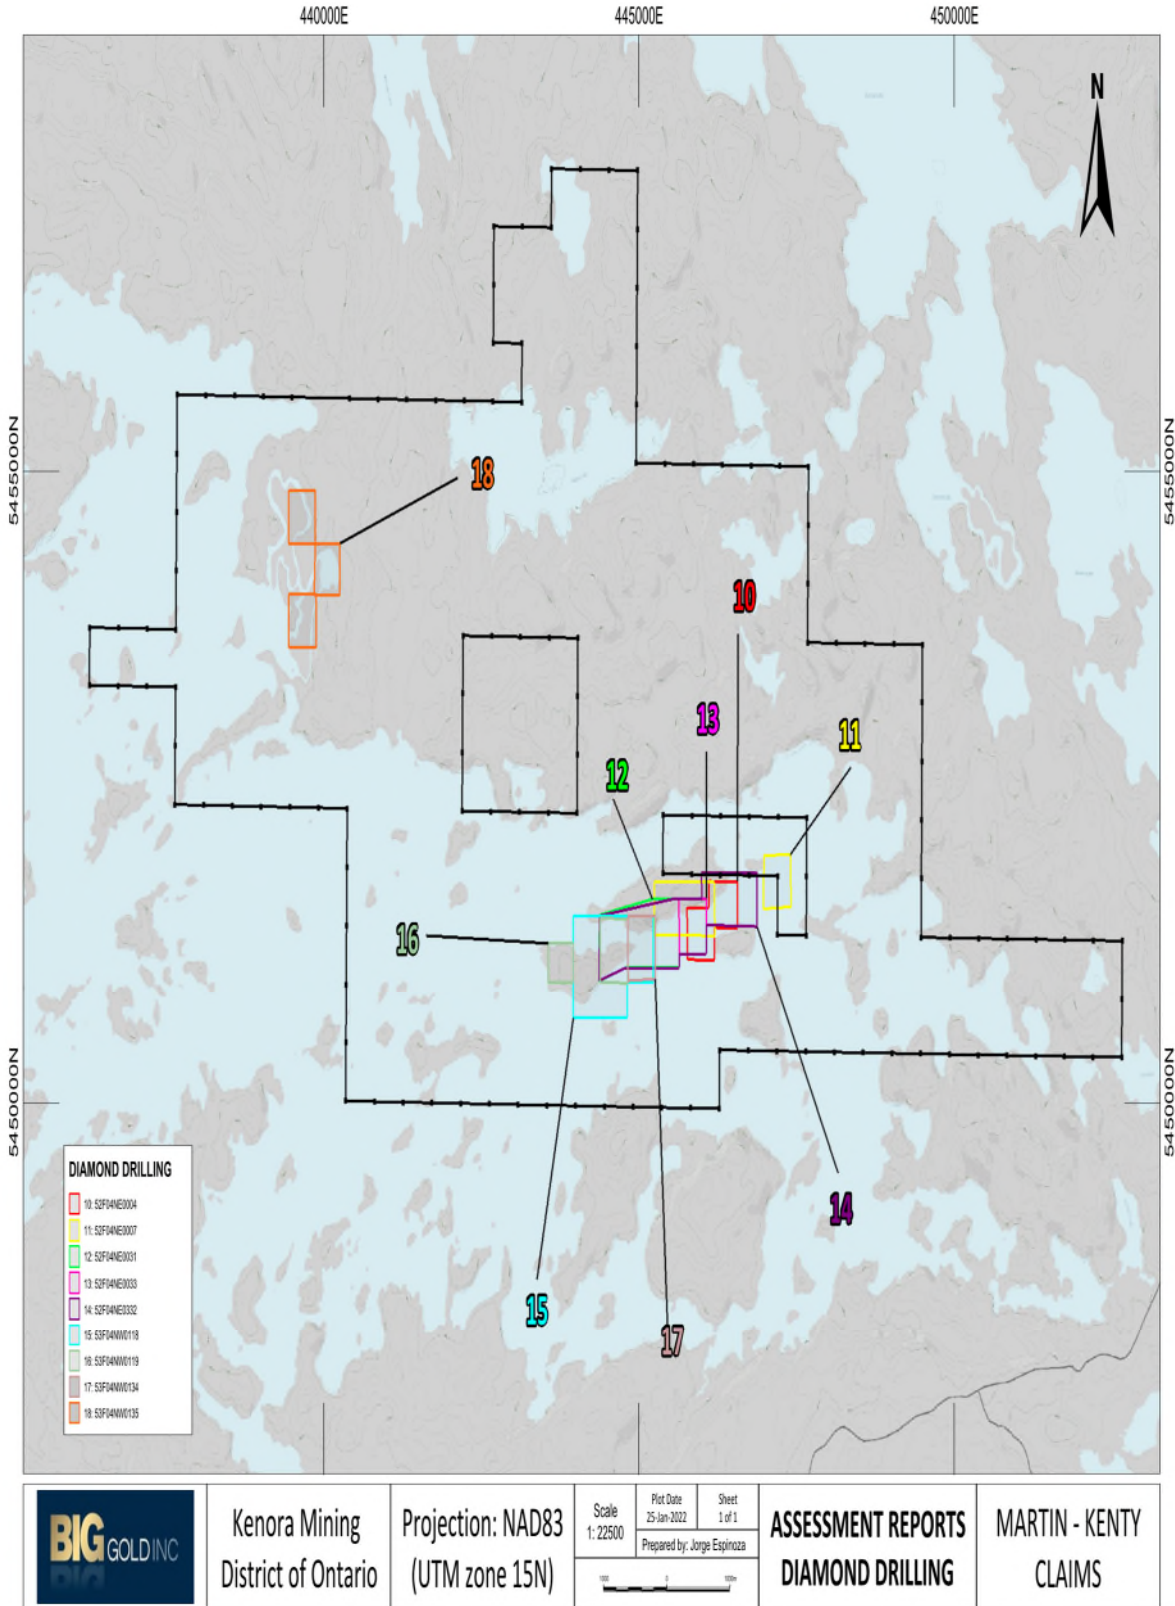 440000E
445000E
450000E
N
5455000N
5455000N
18
10
13
11
12
16
5450000N
5450000N
14
15
17
DIAMOND DRILLING
10: 52F04NE0004
11: 52F04NE0007
12: 52F04NE0031
13: 52F04NE0033
14: 52F04NE0332
15: 53F04NW0118
16: 53F04NW0119
17: 53F04NW0134
18: 53F04NW0135
BIG GOLD INC
Kenora Mining
District of Ontario
Projection: NAD83
(UTM zone 15N)
Scale
1: 22500
Plot Date
25-Jan-2022
Sheet
1 of 1
Prepared by: Jorge Espinoza
1000 0 1000m
ASSESSMENT REPORTS
DIAMOND DRILLING
MARTIN - KENTY
CLAIMS